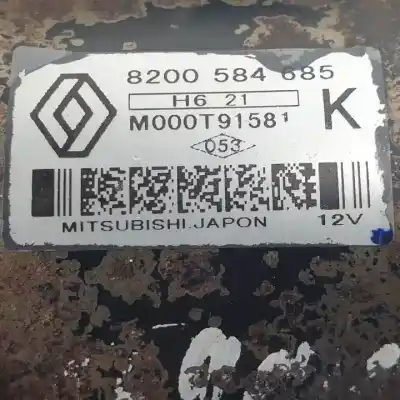 8200 584 685
H6 21
M000T9158¹
K
053
MITSUBISHI.JAPON 12V